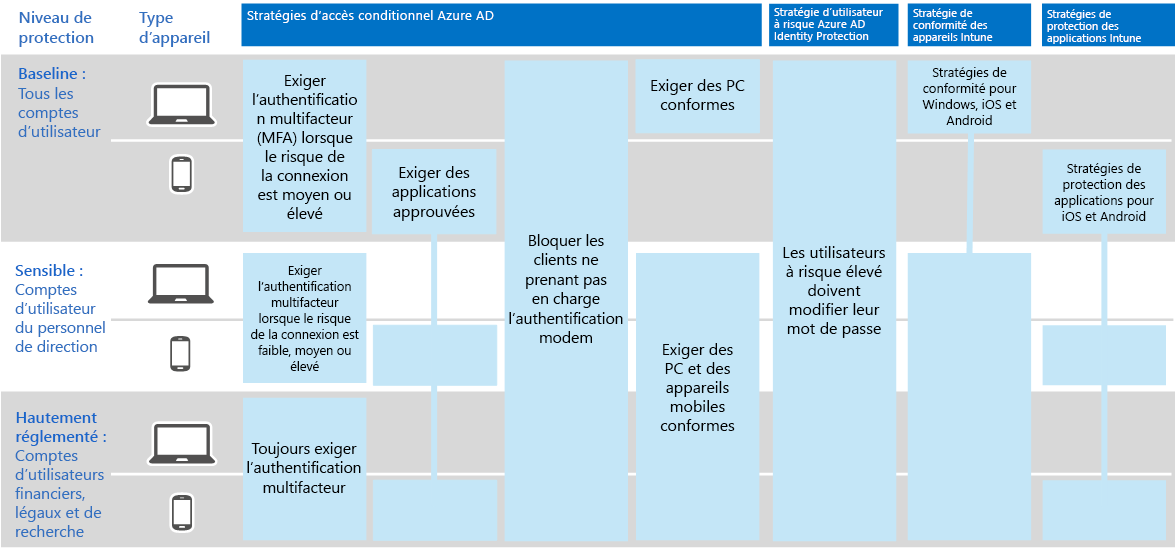 Niveau de
protection
Type
d'appareil
Stratégies d'accès conditionnel Azure AD
Stratégie d'utilisateur
à risque Azure AD
Identity Protection
Stratégie de
conformité des
appareils Intune
Stratégies de
protection des
applications Intune
Baseline :
Tous les
comptes
d'utilisateur
Exiger
l'authentificatio
n multifacteur
(MFA) lorsque
le risque de
la connexion
est moyen ou
élevé
Exiger des
applications
approuvées
Bloquer les
clients ne
prenant pas
en charge
l'authentification
modern
Exiger des PC
conformes
Les utilisateurs
à risque élevé
doivent
modifier leur
mot de passe
Stratégies de
conformité pour
Windows, iOS et
Android
Stratégies de
protection des
applications pour
iOS et Android
Sensible :
Comptes
d'utilisateur
du personnel
de direction
Exiger
l'authentification
multifacteur
lorsque le risque
de la connexion est
faible, moyen ou
élevé
Exiger des
PC et des
appareils
mobiles
conformes
Hautement
réglementé :
Comptes
d'utilisateurs
financiers,
légaux et de
recherche
Toujours exiger
l'authentification
multifacteur